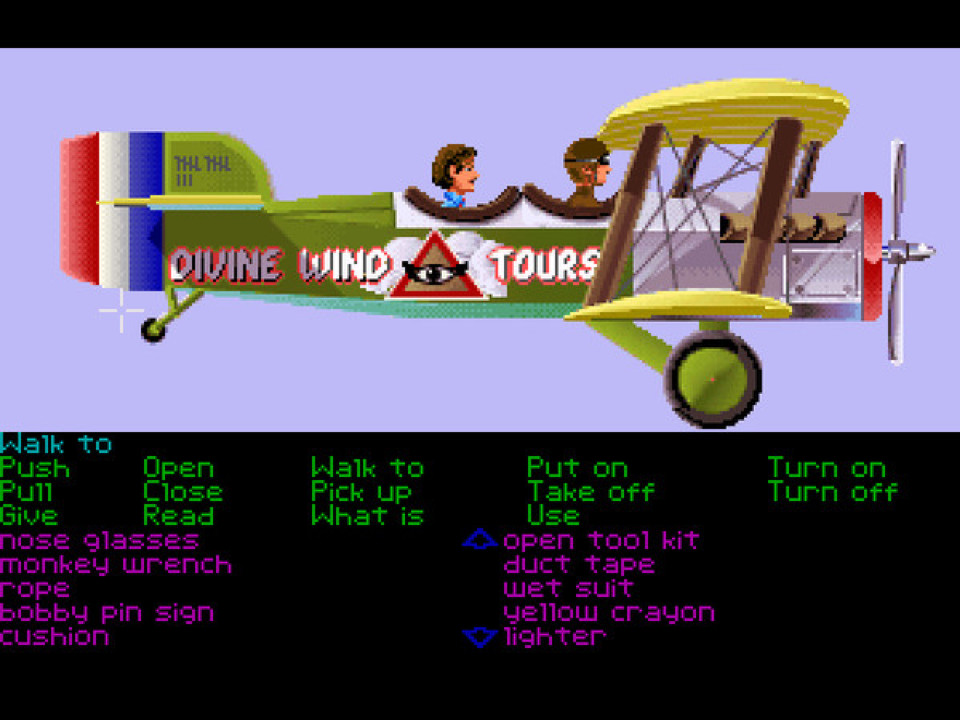 DIVINE WIND TOURS
Walk to
Push Open Walk to Put on Turn on
Pull Close Pick up Take off Turn off
Give Read What is Use
nose glasses open tool kit
monkey wrench duct tape
rope wet suit
bobby pin sign yellow crayon
cushion lighter